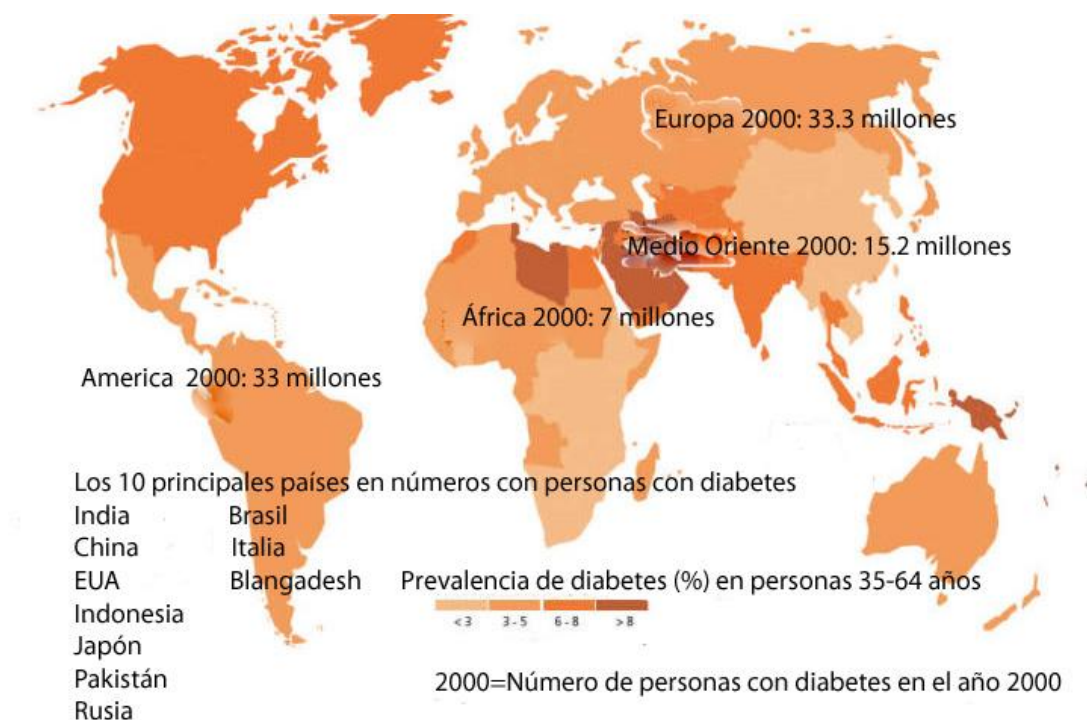 Europa 2000: 33.3 millones
Medio Oriente 2000: 15.2 millones
África 2000: 7 millones
America 2000: 33 millones
Los 10 principales países en números con personas con diabetes
India
China
EUA
Indonesia
Japón
Pakistán
Rusia
Brasil
Italia
Blangadesh
Prevalencia de diabetes (%) en personas 35-64 años
< 3 3 - 5 6 - 8 > 8
2000=Número de personas con diabetes en el año 2000